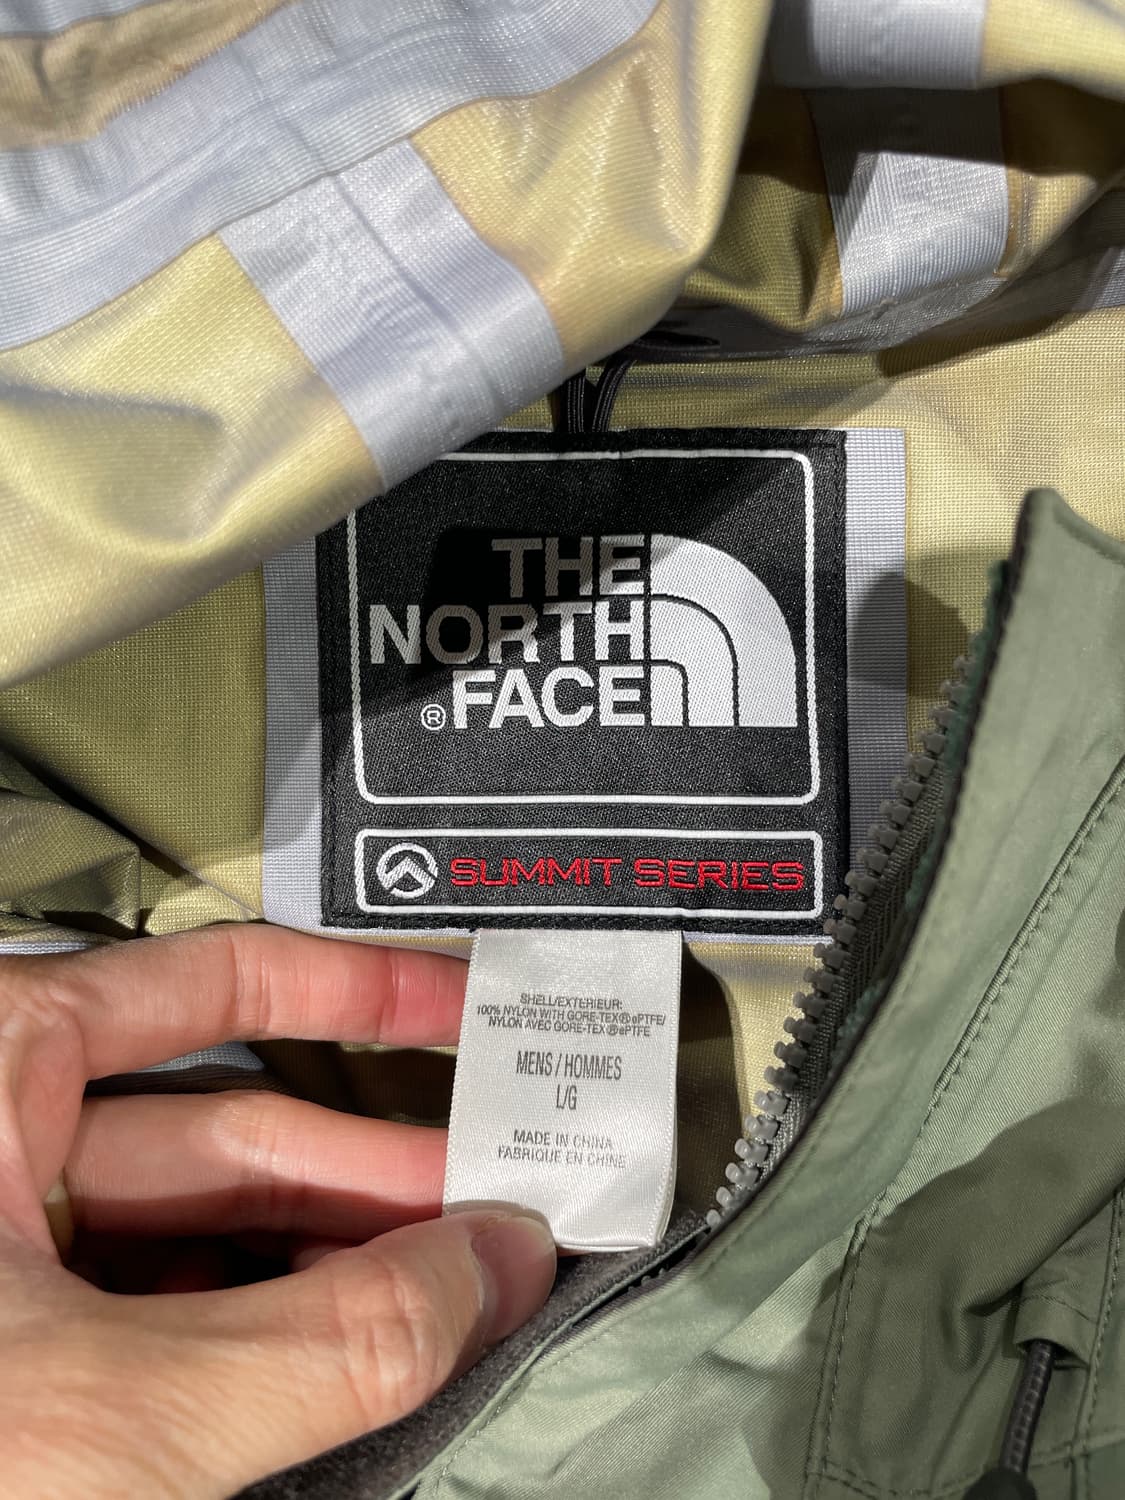 THE
NORTH
® FACE
SUMMIT SERIES
SHELL/EXTERIEUR:
100% NYLON WITH GORE-TEX® ePTFE/
NYLON AVEC GORE-TEX® ePTFE
MENS / HOMMES
L/G
MADE IN CHINA
FABRIQUE EN CHINE